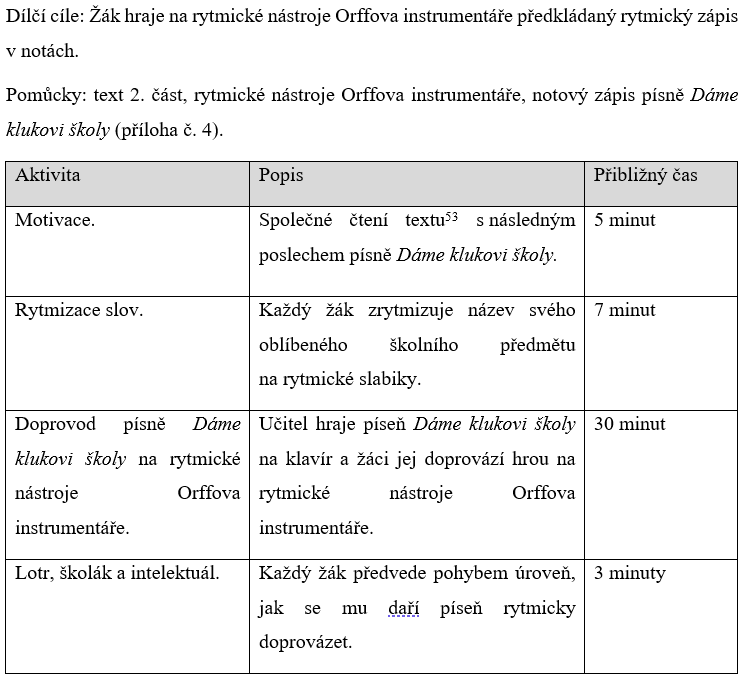 Dílčí cíle: Žák hraje na rytmické nástroje Orffova instrumentáře předkládaný rytmický zápis
v notách.
Pomůcky: text 2. část, rytmické nástroje Orffova instrumentáře, notový zápis písně Dáme
klukovi školy (příloha č. 4).
Aktivita Popis Přibližný čas
Motivace. Společné čtení textu53 s následným 5 minut
poslechem písně Dáme klukovi školy.
Rytmizace slov. Každý žák zrytmizuje název svého 7 minut
oblíbeného školního předmětu
na rytmické slabiky.
Doprovod písně Dáme Učitel hraje píseň Dáme klukovi školy 30 minut
klukovi školy na rytmické na klavír a žáci jej doprovází hrou na
nástroje Orffova rytmické nástroje Orffova
instrumentáře. instrumentáře.
Lotr, školák a intelektuál. Každý žák předvede pohybem úroveň, 3 minuty
jak se mu daří píseň rytmicky
doprovázet.